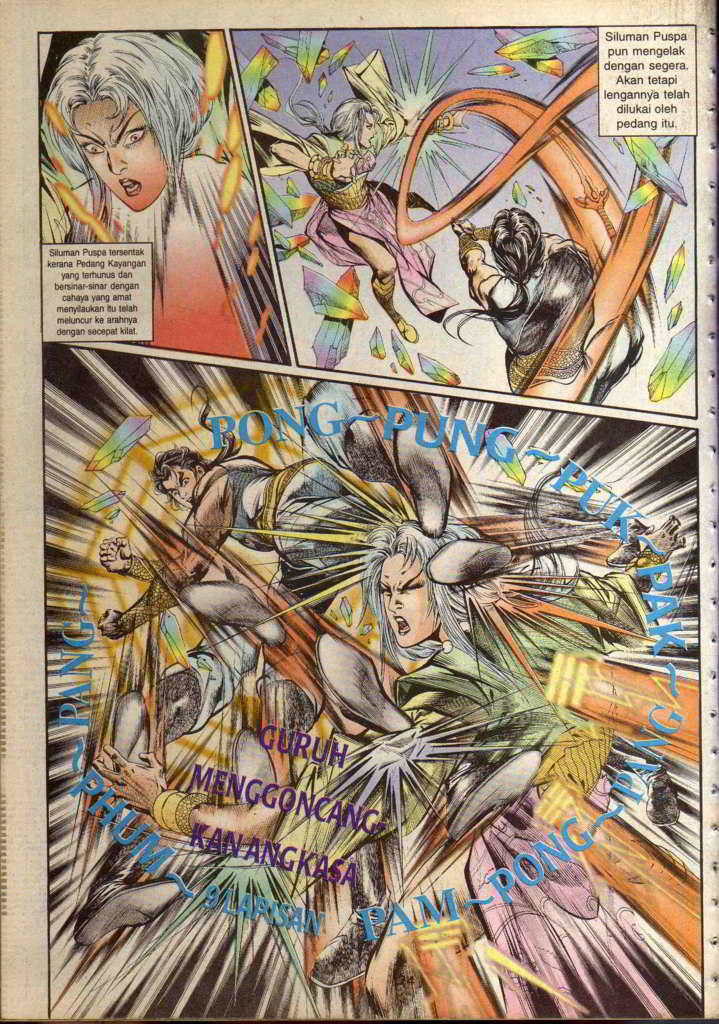 Siluman Puspa tersentak
kerana Pedang Kayangan
yang terhunus dan
bersinar-sinar dengan
cahaya yang amat
menyilaukan itu telah
meluncur ke arahnya
dengan secepat kilat.
Siluman Puspa
pun mengelak
dengan segera.
Akan tetapi
lengannya telah
dilukai oleh
pedang itu.
PONG~PUNG~PUK~PAK~PANG~PONG~PAM
~PANG~
~PHUM~
GURUH
MENGGONCANG-
KAN ANGKASA
9 LAPISAN